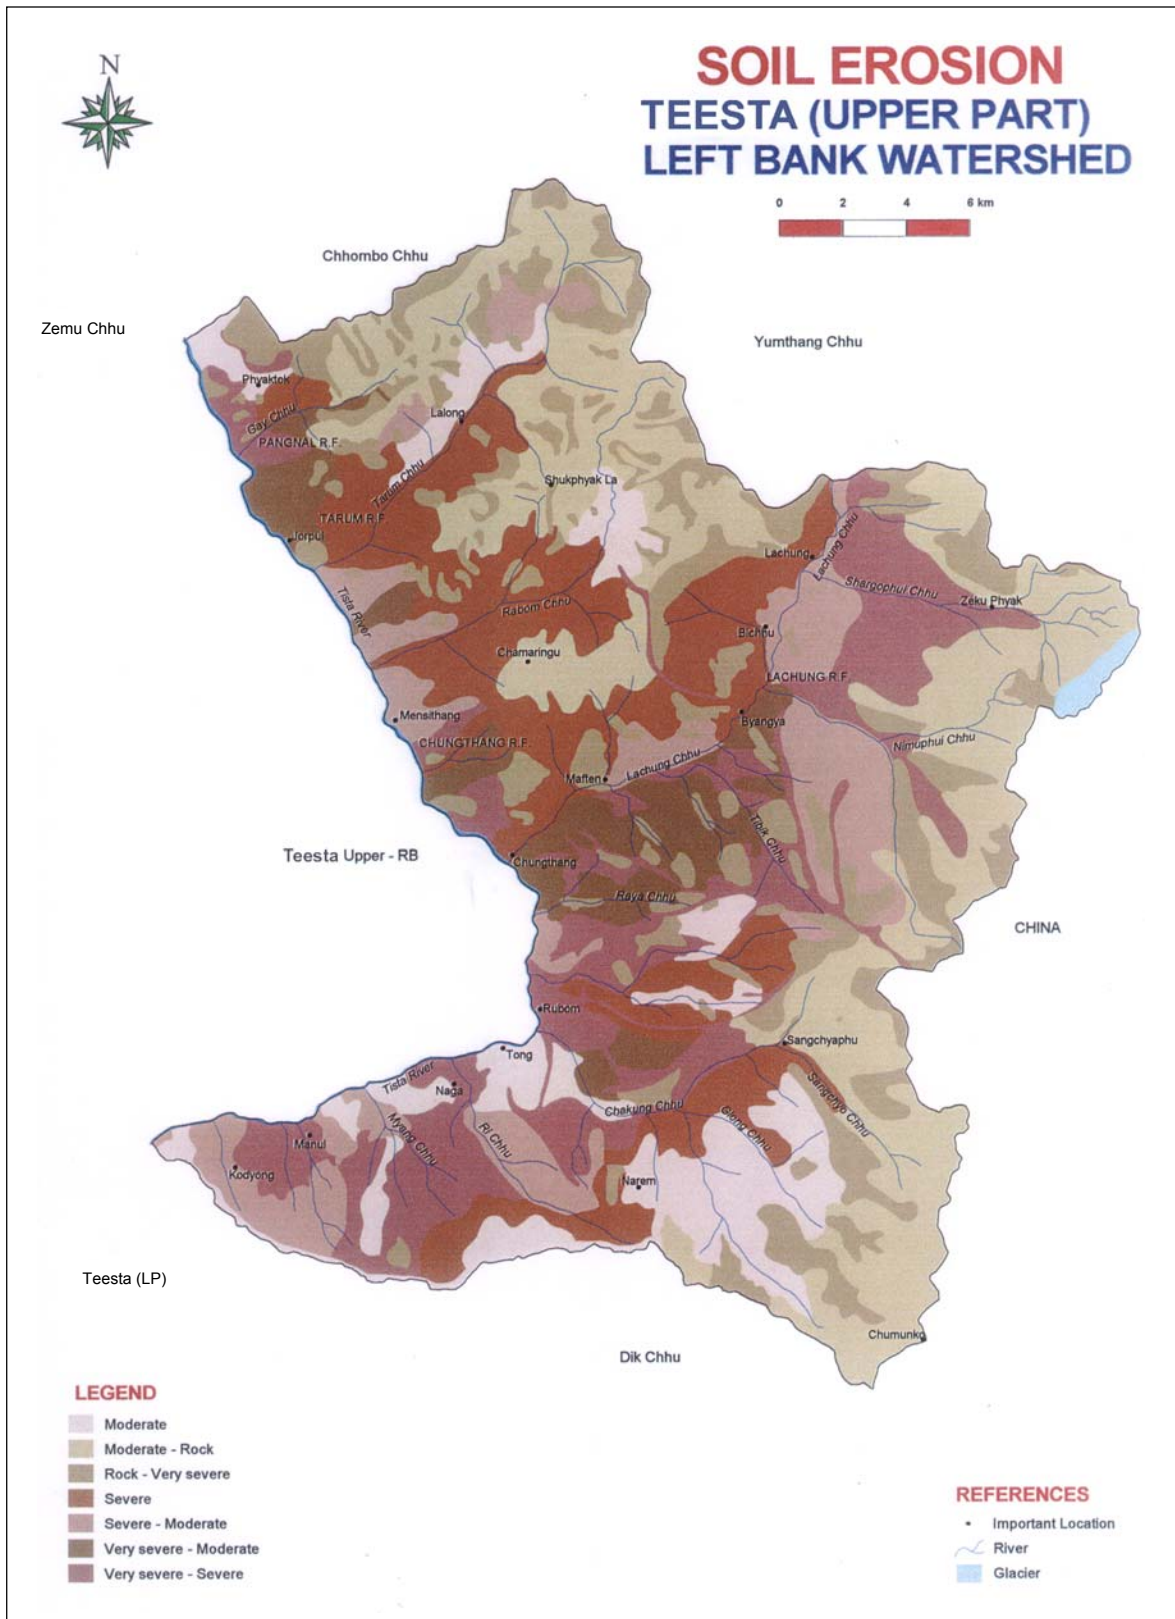 SOIL EROSION
TEESTA (UPPER PART)
LEFT BANK WATERSHED
N
0 2 4 6 km
Chhombo Chhu
Zemu Chhu
Yumthang Chhu
Phyaktok
Gay Chhu
Lalong
PANGNAL R.F.
Tarum Chhu
Shukphyak La
TARUM R.F.
Jorpul
Lachung
Lachung Chhu
Shargophui Chhu
Zeku Phyak
Tista River
Rabom Chhu
Bichhu
Chamaringu
LACHUNG R.F.
Mensithang
Byangya
CHUNGTHANG R.F.
Nimuphui Chhu
Maften
Lachung Chhu
Tibik Chhu
Teesta Upper - RB
Chungthang
Raya Chhu
CHINA
Rubom
Sangchyaphu
Tong
Tista River
Naga
Sangchyo Chhu
Chakung Chhu
Giong Chhu
Myang Chhu
Ri Chhu
Manul
Kodyong
Narem
Teesta (LP)
Chumunko
Dik Chhu
LEGEND
Moderate
Moderate - Rock
Rock - Very severe
Severe
Severe - Moderate
Very severe - Moderate
Very severe - Severe
REFERENCES
Important Location
River
Glacier